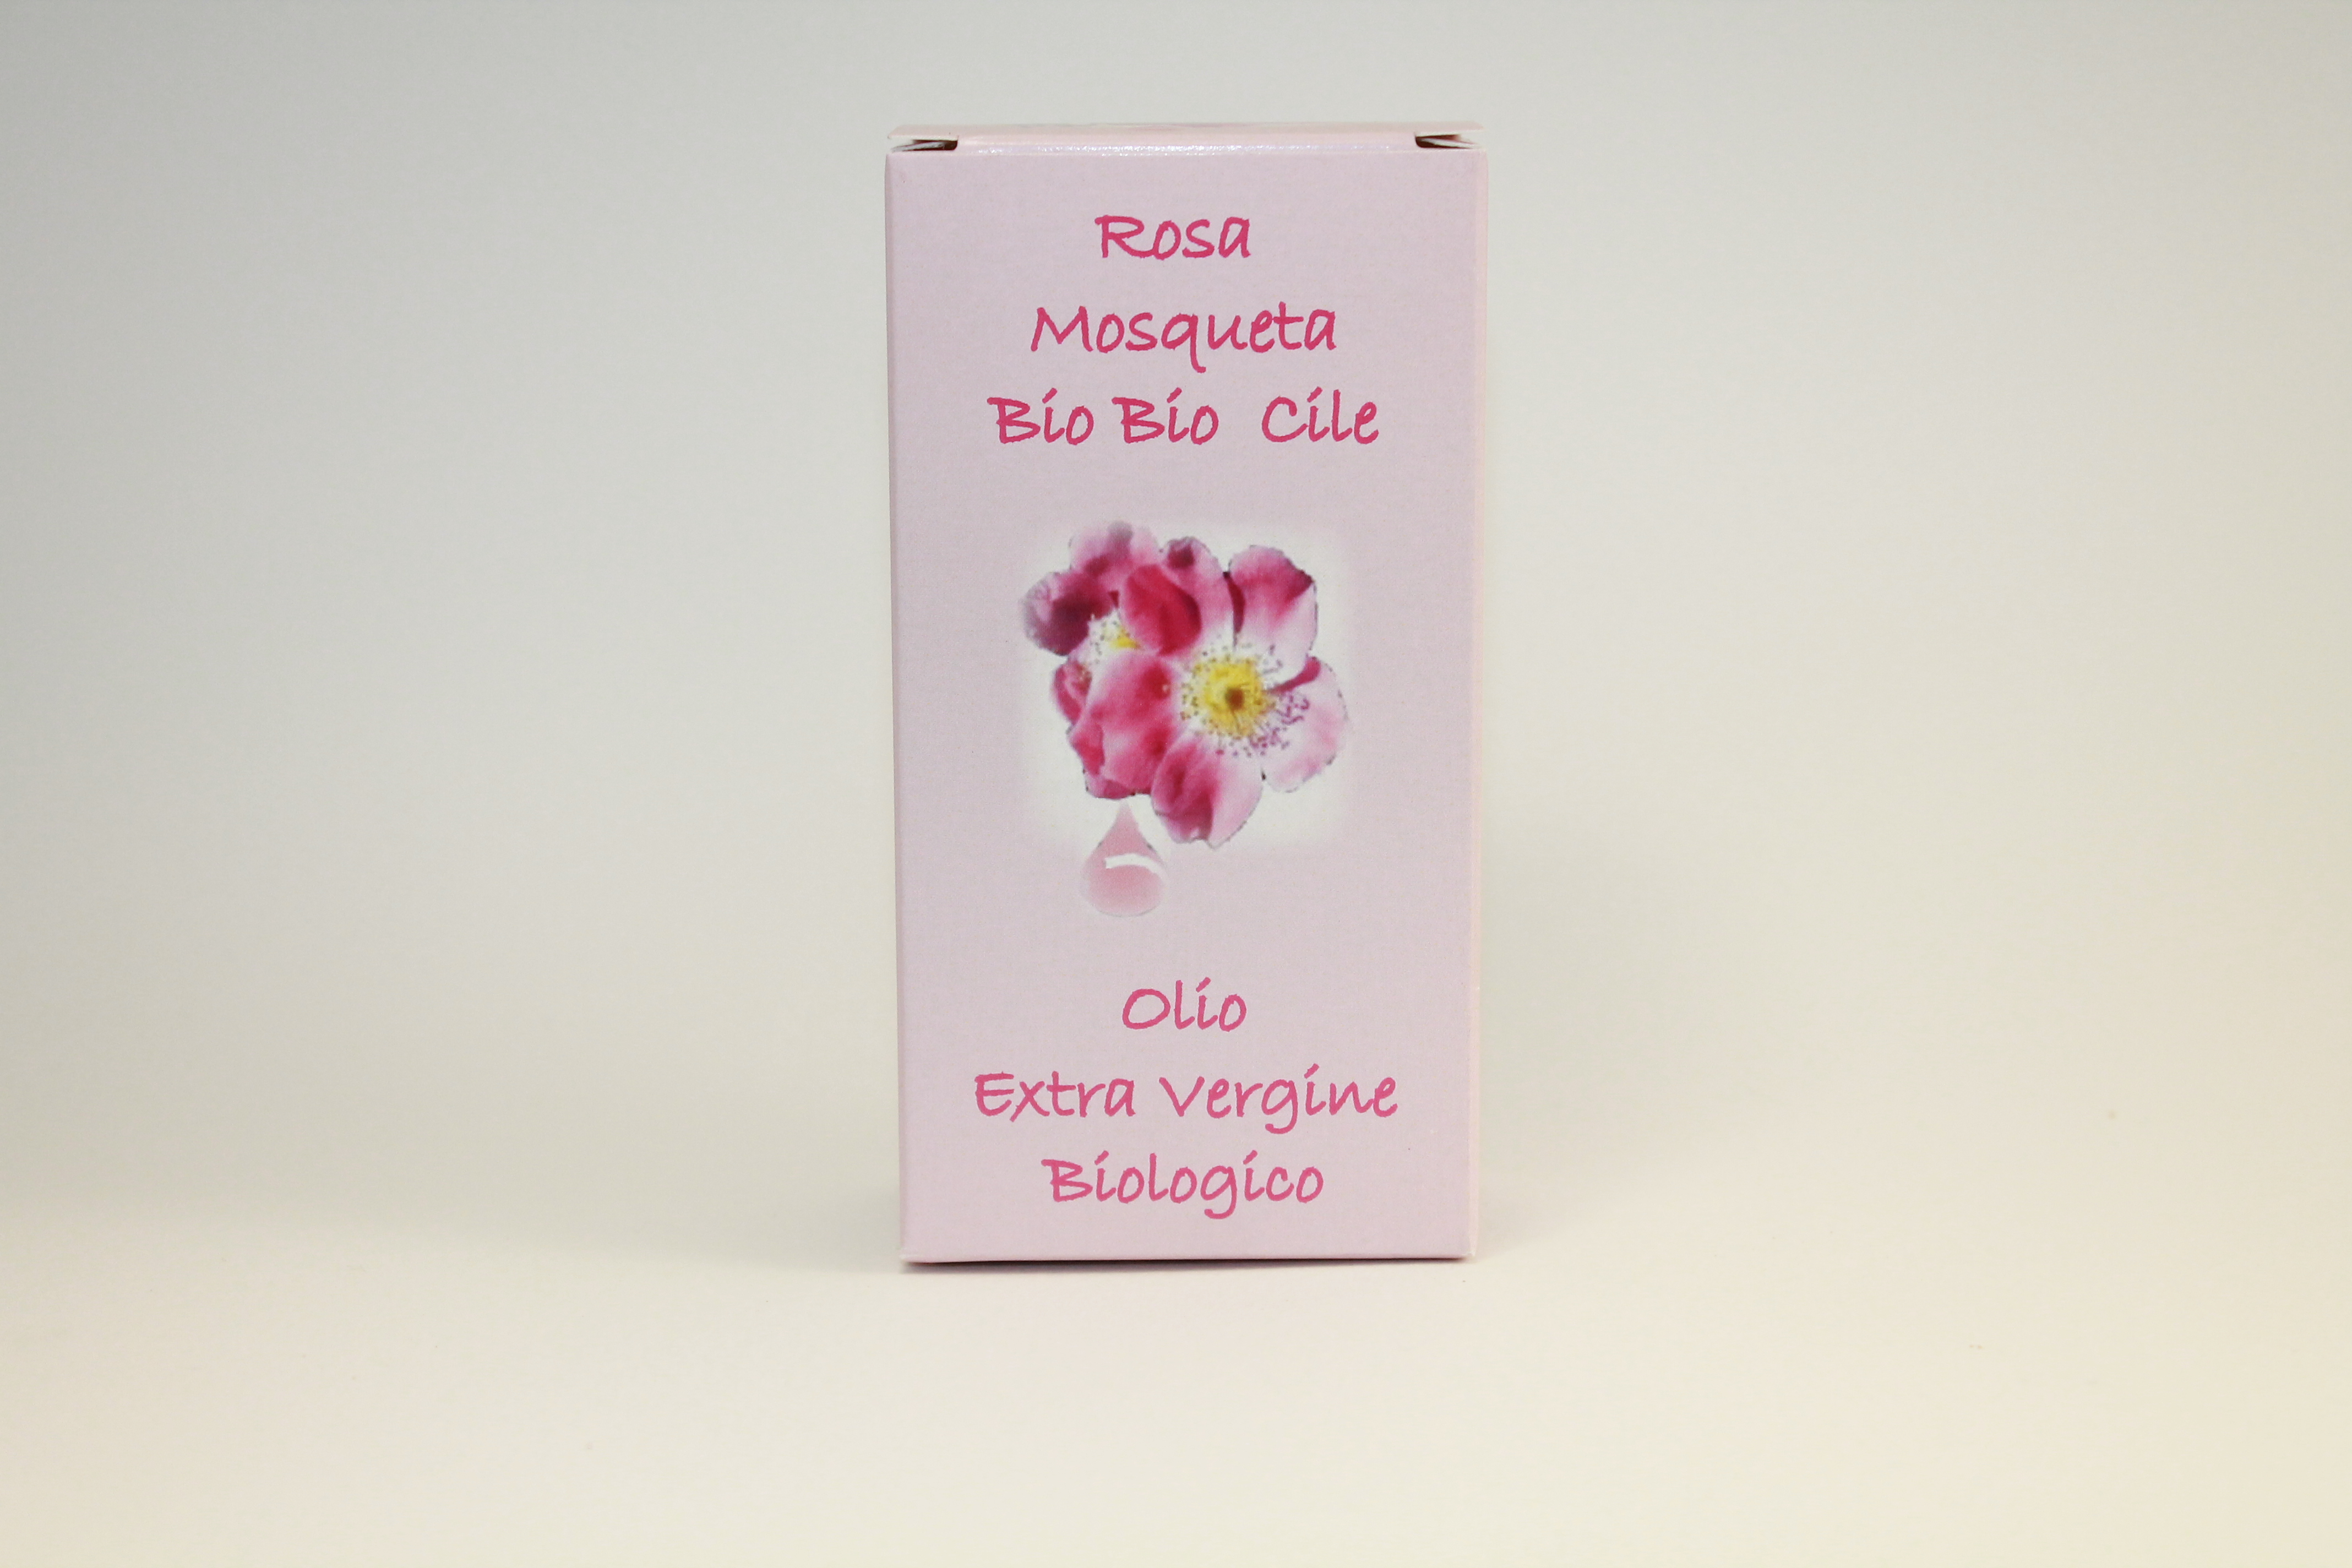 Rosa
Mosqueta
Bio Bio Cile
Olio
Extra Vergine
Biologico